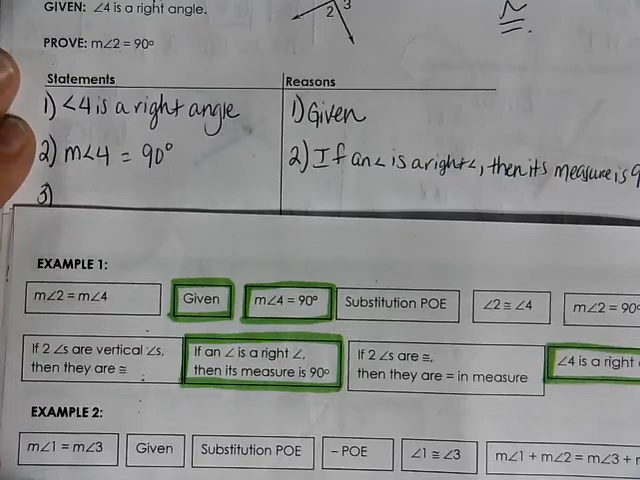 GIVEN: ∠4 is a right angle.
2 3
PROVE: m∠2 = 90°
Statements Reasons
1) ∠4 is a right angle 1) Given
2) m∠4 = 90° 2) If an ∠ is a right ∠, then its measure is 9
3)
EXAMPLE 1:
m∠2 = m∠4 Given m∠4 = 90° Substitution POE ∠2 ≅ ∠4 m∠2 = 90°
If 2 ∠s are vertical ∠s, If an ∠ is a right ∠, If 2 ∠s are ≅, ∠4 is a right
then they are ≅ then its measure is 90° then they are = in measure
EXAMPLE 2:
m∠1 = m∠3 Given Substitution POE – POE ∠1 ≅ ∠3 m∠1 + m∠2 = m∠3 +